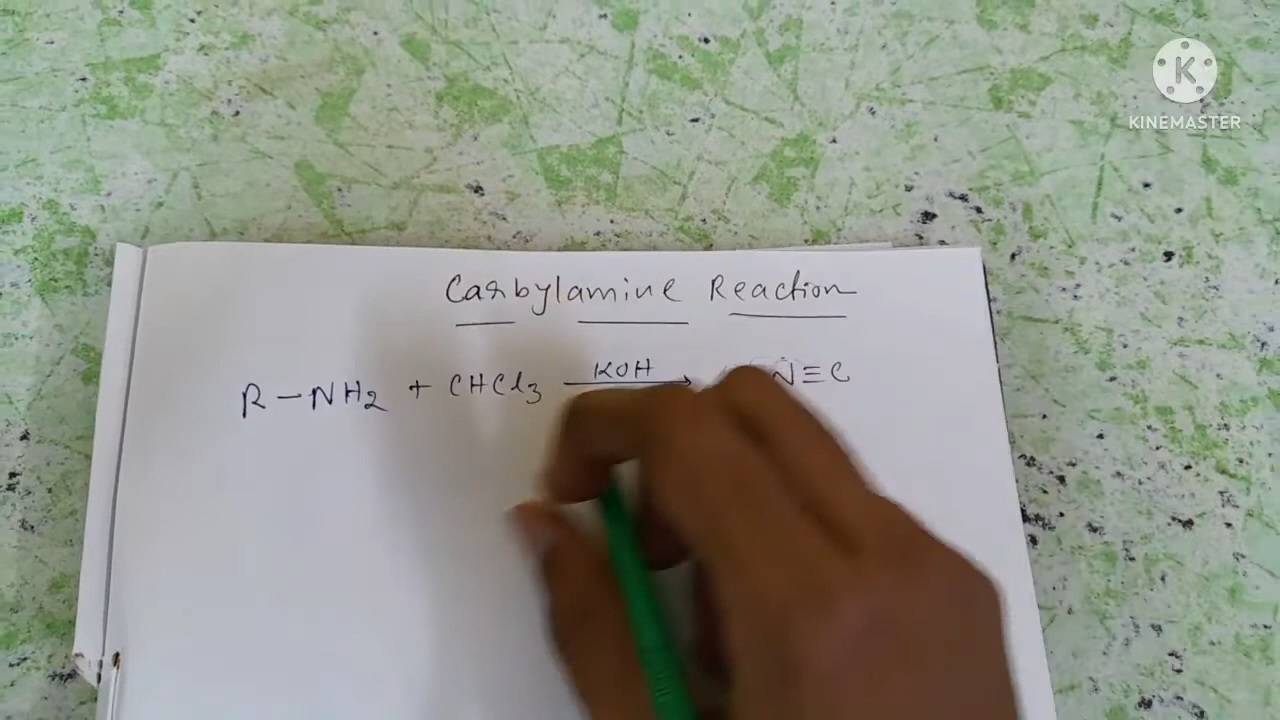 KINEMASTER
Carbylamine Reaction
R-NH2 + CHCl3 KOH→ N≡C